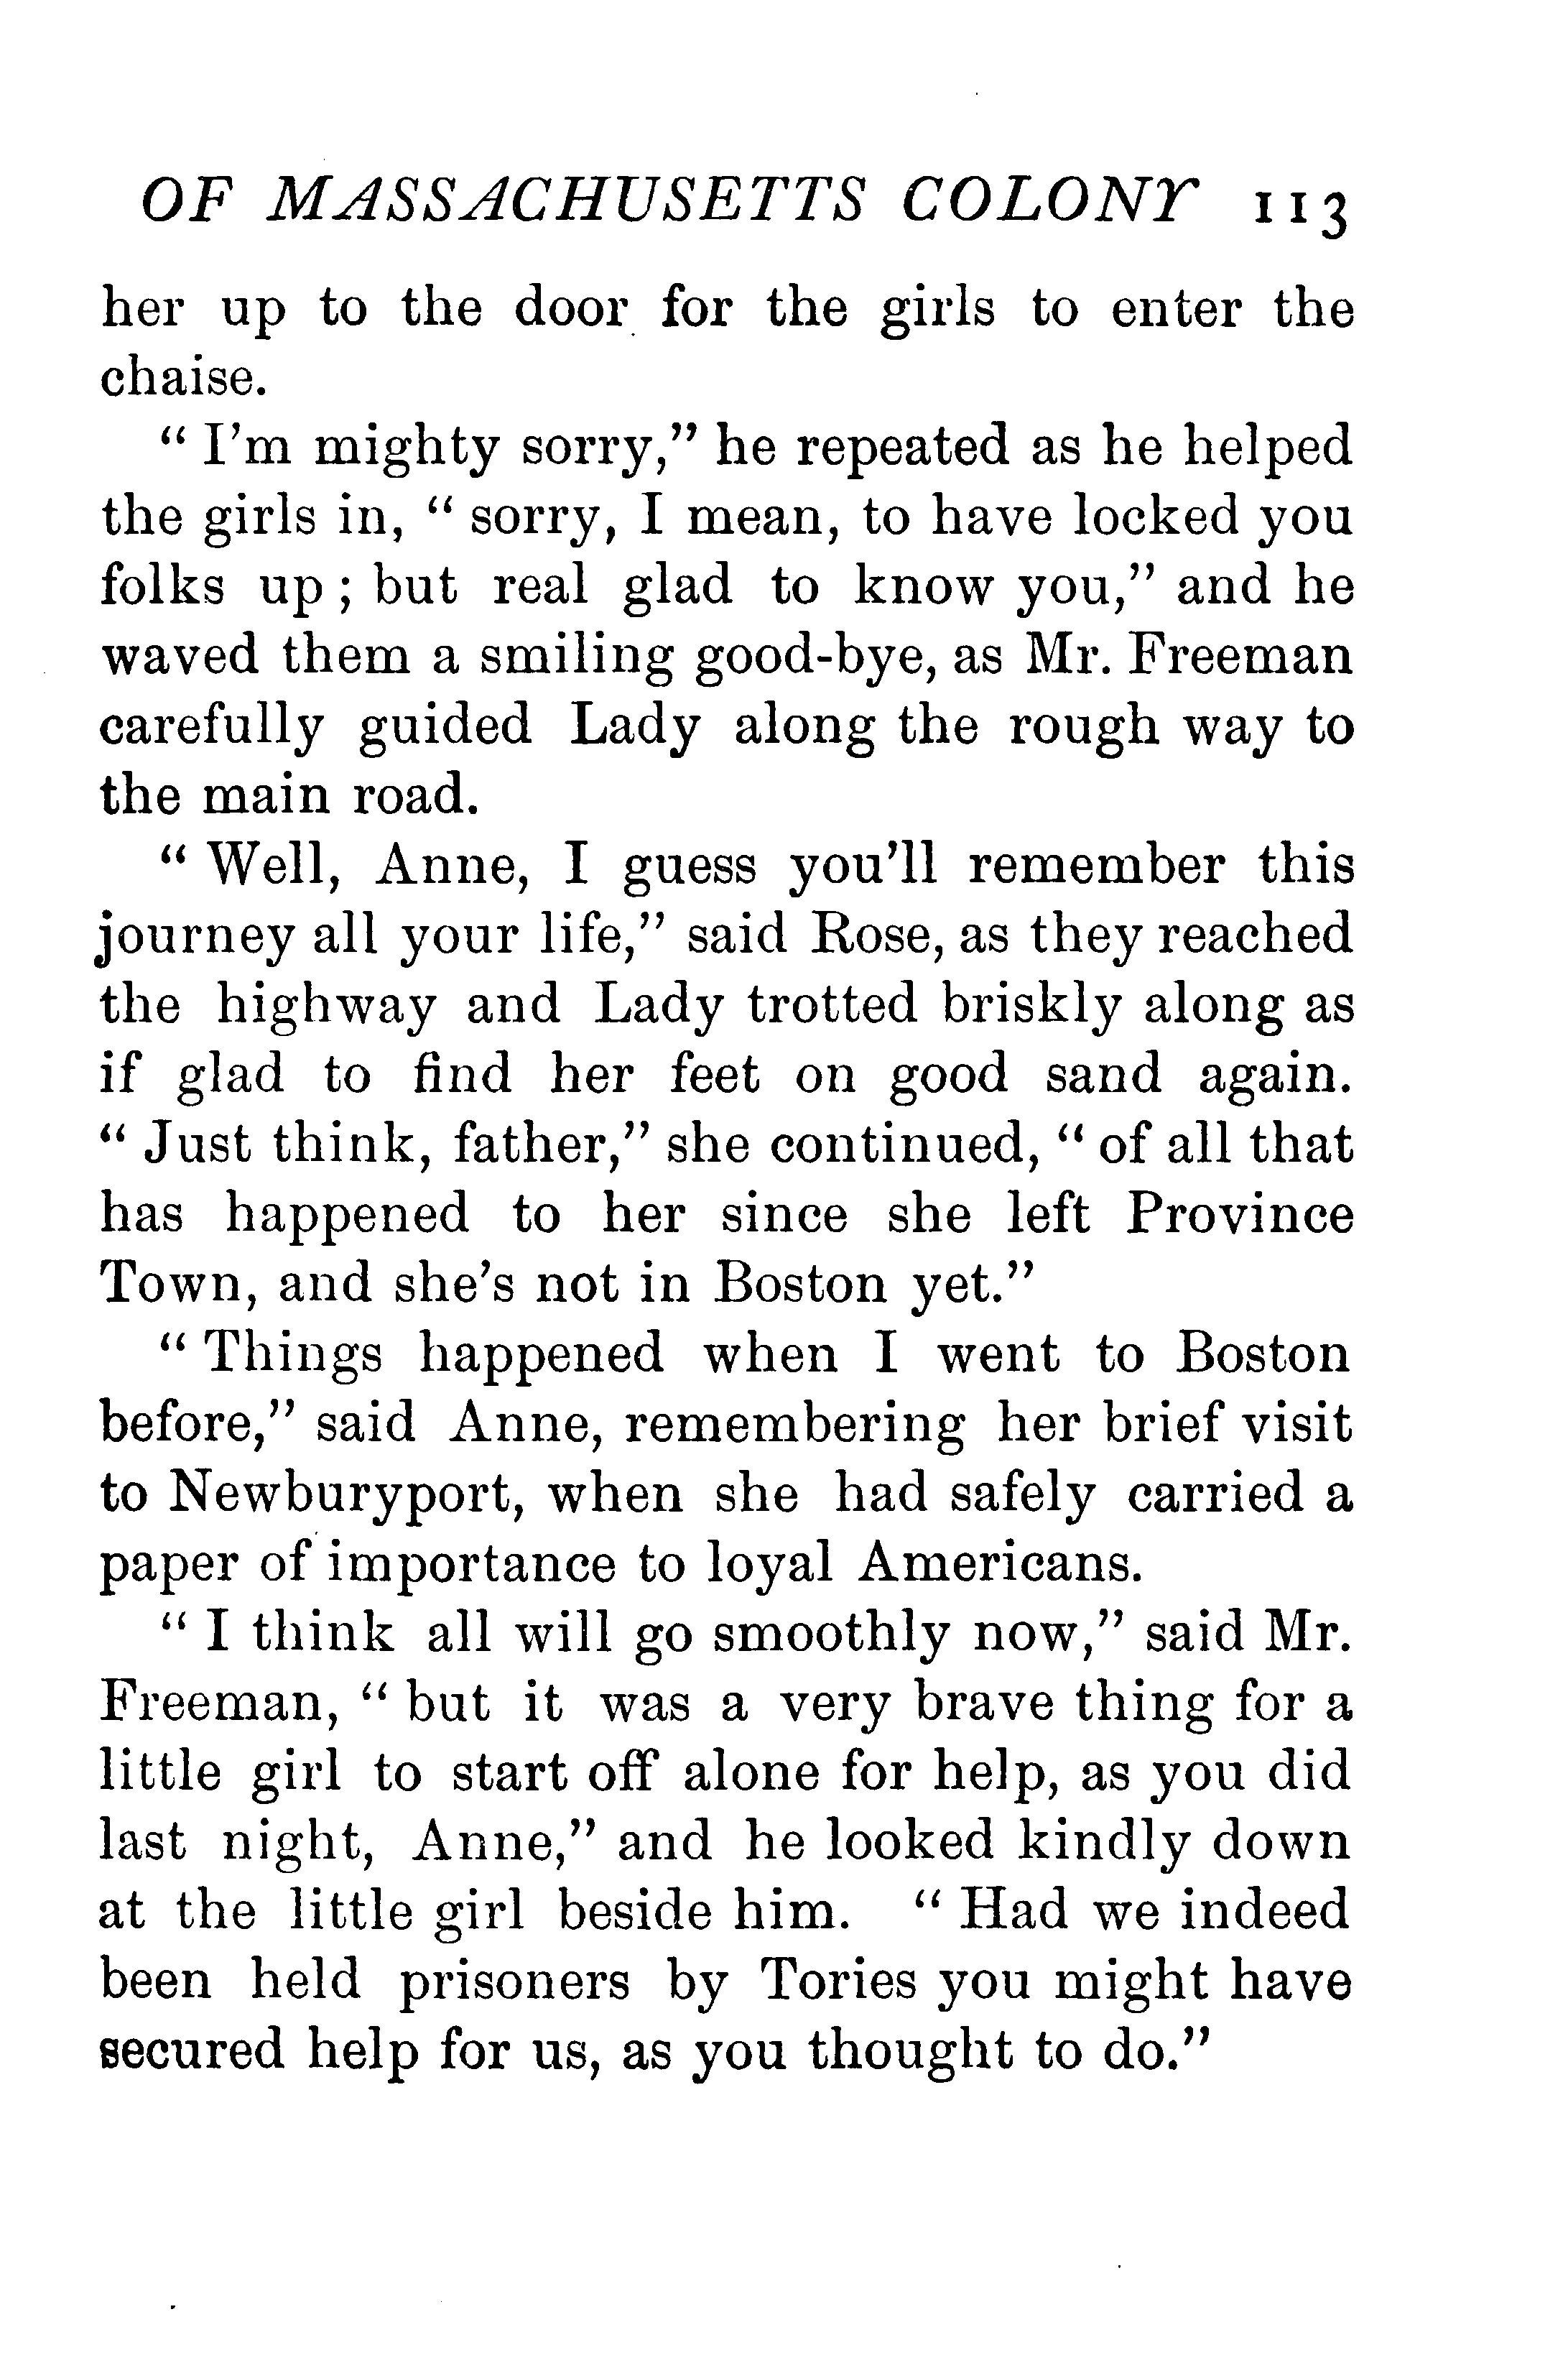 OF MASSACHUSETTS COLONY 113
her up to the door for the girls to enter the
chaise.
“ I’m mighty sorry,” he repeated as he helped
the girls in, “ sorry, I mean, to have locked you
folks up ; but real glad to know you,” and he
waved them a smiling good-bye, as Mr. Freeman
carefully guided Lady along the rough way to
the main road.
“ Well, Anne, I guess you’ll remember this
journey all your life,” said Rose, as they reached
the highway and Lady trotted briskly along as
if glad to find her feet on good sand again.
“ Just think, father,” she continued, “ of all that
has happened to her since she left Province
Town, and she’s not in Boston yet.”
“ Things happened when I went to Boston
before,” said Anne, remembering her brief visit
to Newburyport, when she had safely carried a
paper of importance to loyal Americans.
“ I think all will go smoothly now,” said Mr.
Freeman, “ but it was a very brave thing for a
little girl to start off alone for help, as you did
last night, Anne,” and he looked kindly down
at the little girl beside him. “ Had we indeed
been held prisoners by Tories you might have
secured help for us, as you thought to do.”